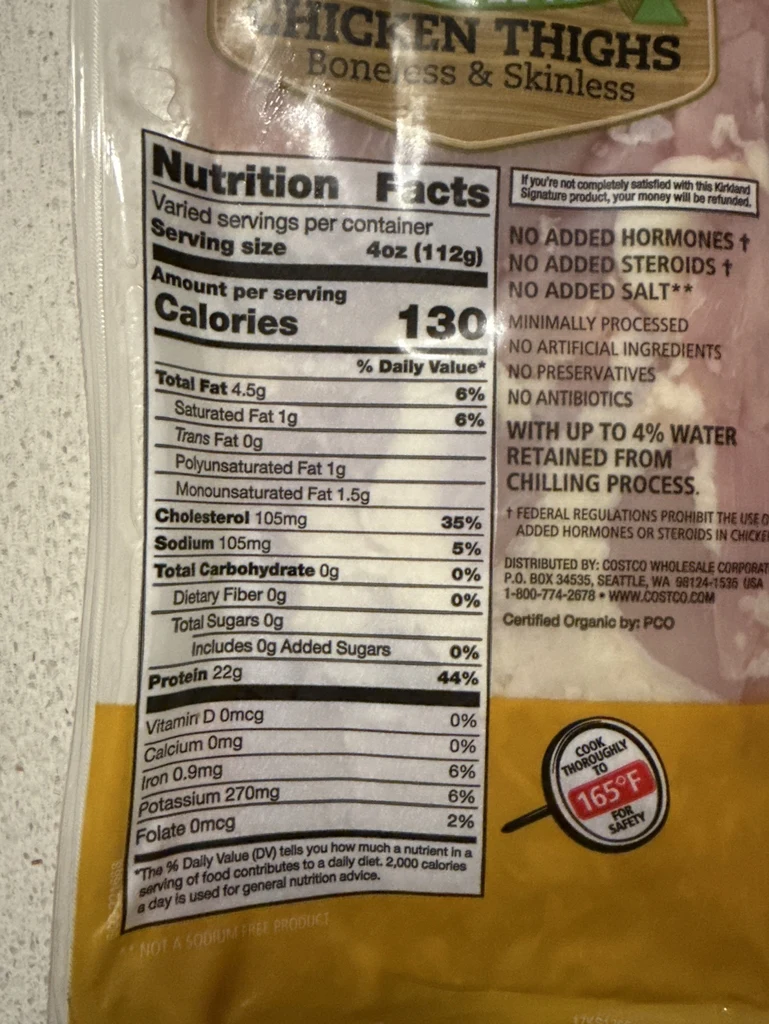 CHICKEN THIGHS
Boneless & Skinless
Nutrition Facts
Varied servings per container
Serving size 4oz (112g)
Amount per serving
Calories 130
% Daily Value*
Total Fat 4.5g 6%
Saturated Fat 1g 6%
Trans Fat 0g
Polyunsaturated Fat 1g
Monounsaturated Fat 1.5g
Cholesterol 105mg 35%
Sodium 105mg 5%
Total Carbohydrate 0g 0%
Dietary Fiber 0g 0%
Total Sugars 0g
Includes 0g Added Sugars 0%
Protein 22g 44%
Vitamin D 0mcg 0%
Calcium 0mg 0%
Iron 0.9mg 6%
Potassium 270mg 6%
Folate 0mcg 2%
*The % Daily Value (DV) tells you how much a nutrient in a
serving of food contributes to a daily diet. 2,000 calories
a day is used for general nutrition advice.
** NOT A SODIUM FREE PRODUCT
If you're not completely satisfied with this Kirkland
Signature product, your money will be refunded.
NO ADDED HORMONES †
NO ADDED STEROIDS †
NO ADDED SALT**
MINIMALLY PROCESSED
NO ARTIFICIAL INGREDIENTS
NO PRESERVATIVES
NO ANTIBIOTICS
WITH UP TO 4% WATER
RETAINED FROM
CHILLING PROCESS.
† FEDERAL REGULATIONS PROHIBIT THE USE O
ADDED HORMONES OR STEROIDS IN CHICKE
DISTRIBUTED BY: COSTCO WHOLESALE CORPORAT
P.O. BOX 34535, SEATTLE, WA 98124-1535 USA
1-800-774-2678 • WWW.COSTCO.COM
Certified Organic by: PCO
COOK
THOROUGHLY
TO
165°F
FOR
SAFETY